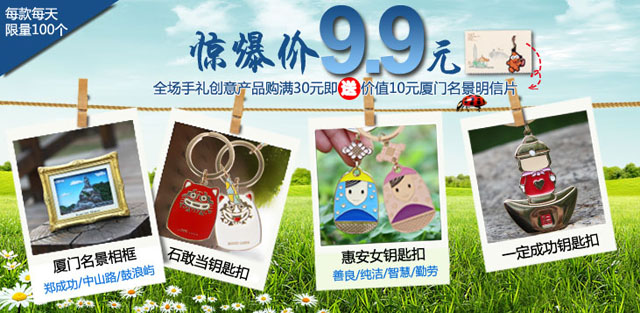 每款每天
限量100个
惊爆价9.9元
全场手礼创意产品购满30元即送价值10元厦门名景明信片
厦门名景相框
郑成功/中山路/鼓浪屿
石敢当钥匙扣
惠安女钥匙扣
善良/纯洁/智慧/勤劳
一定成功钥匙扣